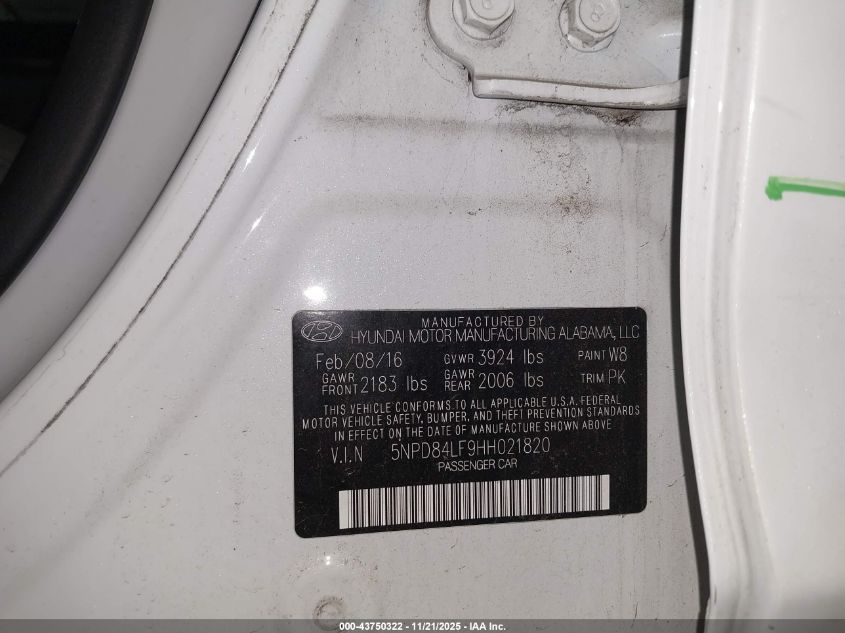 MANUFACTURED BY
HYUNDAI MOTOR MANUFACTURING ALABAMA, LLC
Feb/08/16 GVWR 3924 lbs PAINT W8
GAWR FRONT 2183 lbs GAWR REAR 2006 lbs TRIM PK
THIS VEHICLE CONFORMS TO ALL APPLICABLE U.S.A. FEDERAL
MOTOR VEHICLE SAFETY, BUMPER, AND THEFT PREVENTION STANDARDS
IN EFFECT ON THE DATE OF MANUFACTURE SHOWN ABOVE
V.I.N 5NPD84LF9HH021820
PASSENGER CAR
000-43750322 - 11/21/2025 - IAA Inc.